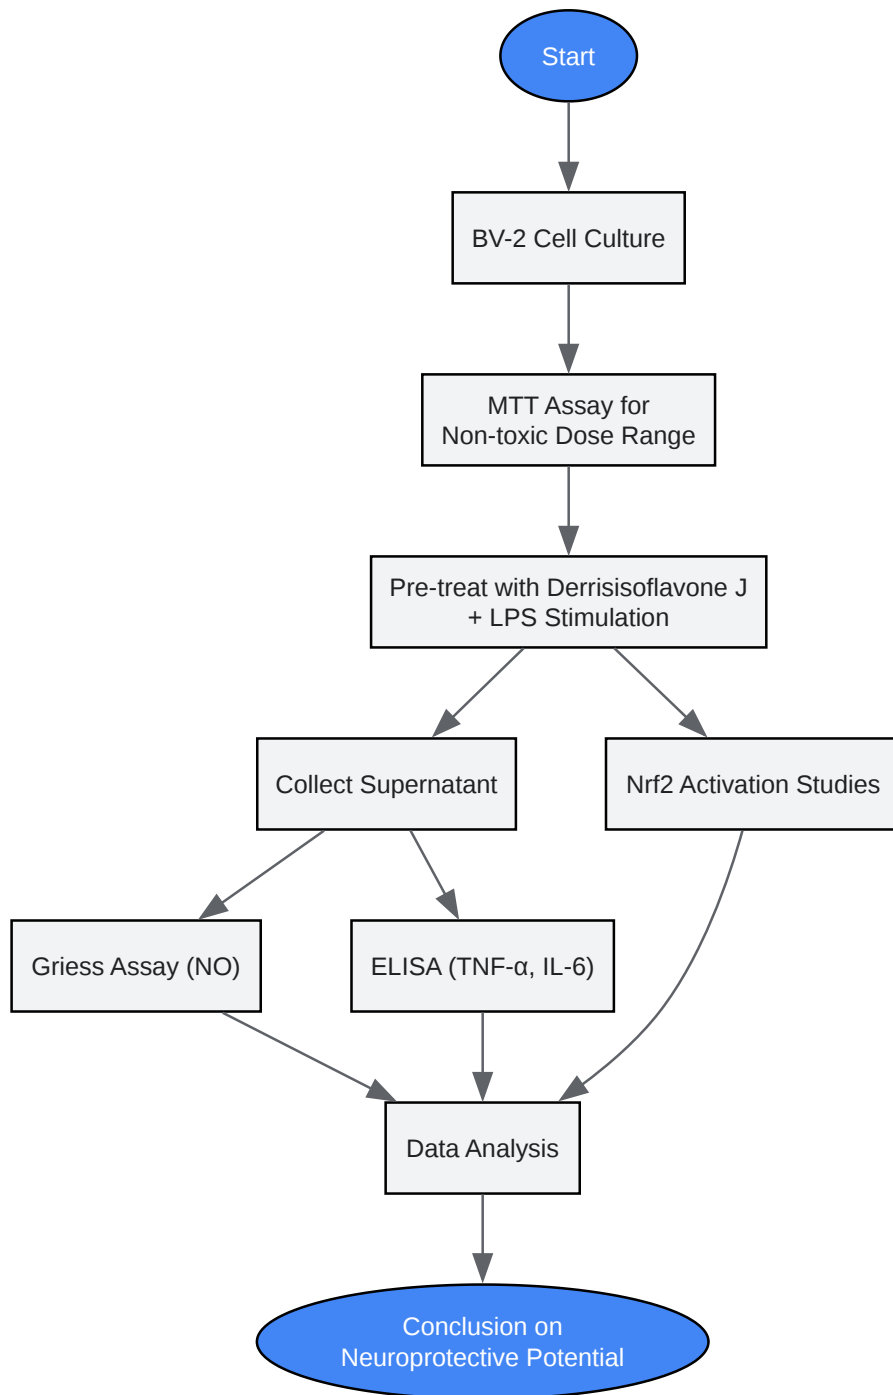 Start
BV-2 Cell Culture
MTT Assay for
Non-toxic Dose Range
Pre-treat with Derrisisoflavone J
+ LPS Stimulation
Collect Supernatant
Nrf2 Activation Studies
Griess Assay (NO)
ELISA (TNF-α, IL-6)
Data Analysis
Conclusion on
Neuroprotective Potential